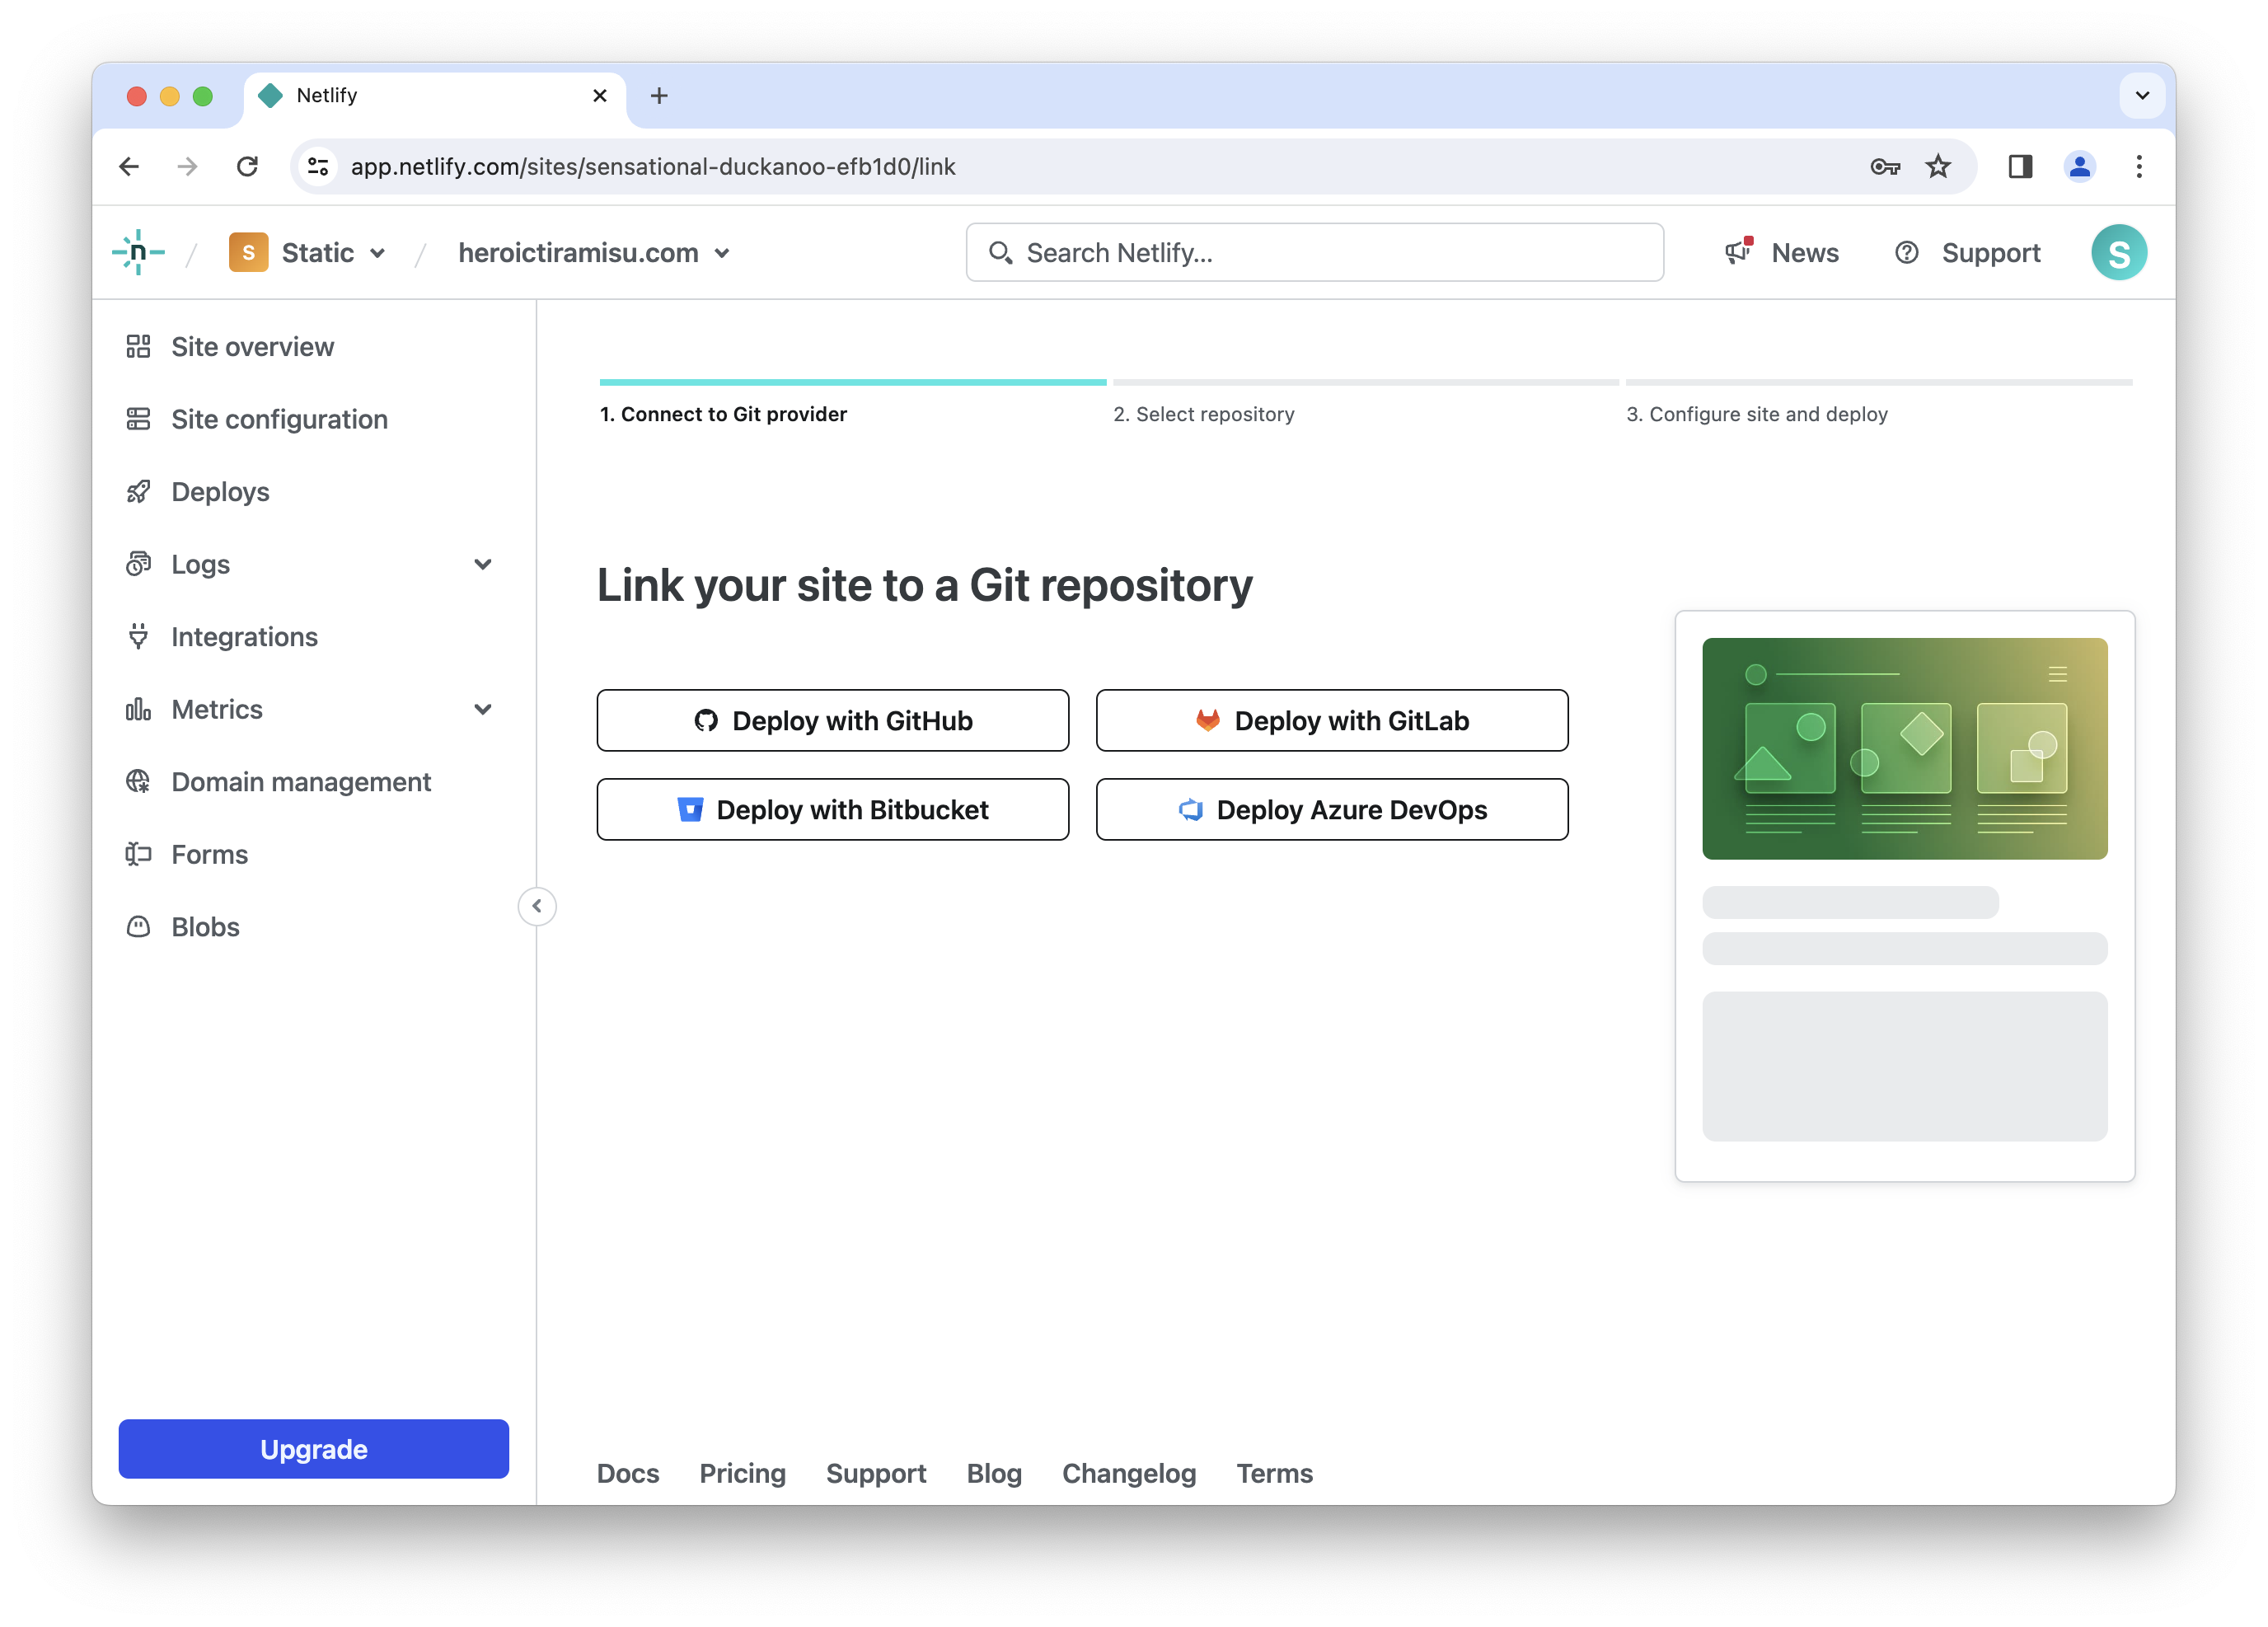 Netlify
app.netlify.com/sites/sensational-duckanoo-efb1d0/link
n / S Static / heroictiramisu.com
Search Netlify...
News
Support
S
Site overview
Site configuration
Deploys
Logs
Integrations
Metrics
Domain management
Forms
Blobs
Upgrade
1. Connect to Git provider
2. Select repository
3. Configure site and deploy
Link your site to a Git repository
Deploy with GitHub
Deploy with GitLab
Deploy with Bitbucket
Deploy Azure DevOps
Docs Pricing Support Blog Changelog Terms